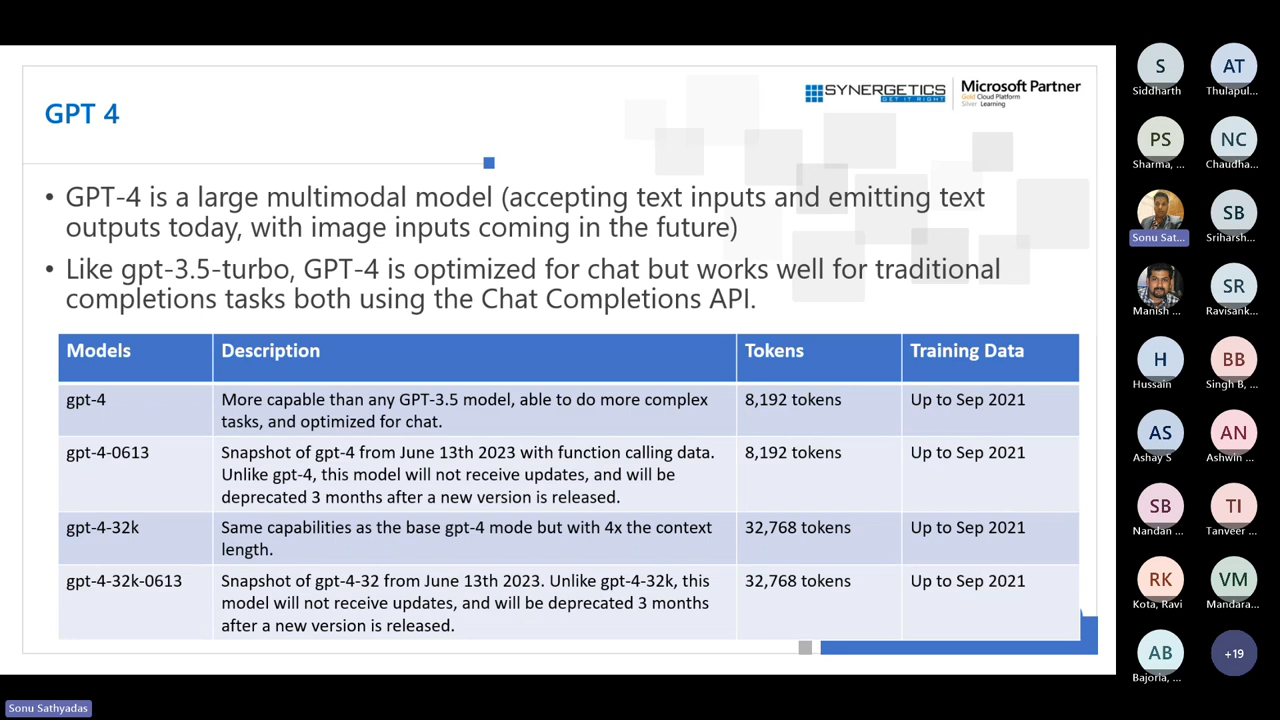 GPT 4
SYNERGETICS
GET IT RIGHT
Microsoft Partner
Gold Cloud Platform
Silver Learning
• GPT-4 is a large multimodal model (accepting text inputs and emitting text
outputs today, with image inputs coming in the future)
• Like gpt-3.5-turbo, GPT-4 is optimized for chat but works well for traditional
completions tasks both using the Chat Completions API.
Models Description Tokens Training Data
gpt-4 More capable than any GPT-3.5 model, able to do more complex 8,192 tokens Up to Sep 2021
tasks, and optimized for chat.
gpt-4-0613 Snapshot of gpt-4 from June 13th 2023 with function calling data. 8,192 tokens Up to Sep 2021
Unlike gpt-4, this model will not receive updates, and will be
deprecated 3 months after a new version is released.
gpt-4-32k Same capabilities as the base gpt-4 mode but with 4x the context 32,768 tokens Up to Sep 2021
length.
gpt-4-32k-0613 Snapshot of gpt-4-32 from June 13th 2023. Unlike gpt-4-32k, this 32,768 tokens Up to Sep 2021
model will not receive updates, and will be deprecated 3 months
after a new version is released.
S AT
Siddharth Thulapul...
PS NC
Sharma, ... Chaudha...
SB
Sonu Sat... Sriharsh...
SR
Manish ... Ravisank...
H BB
Hussain Singh B, ...
AS AN
Ashay S Ashwin ...
SB TI
Nandan ... Tanveer ...
RK VM
Kota, Ravi Mandara...
AB +19
Bajoria, ...
Sonu Sathyadas